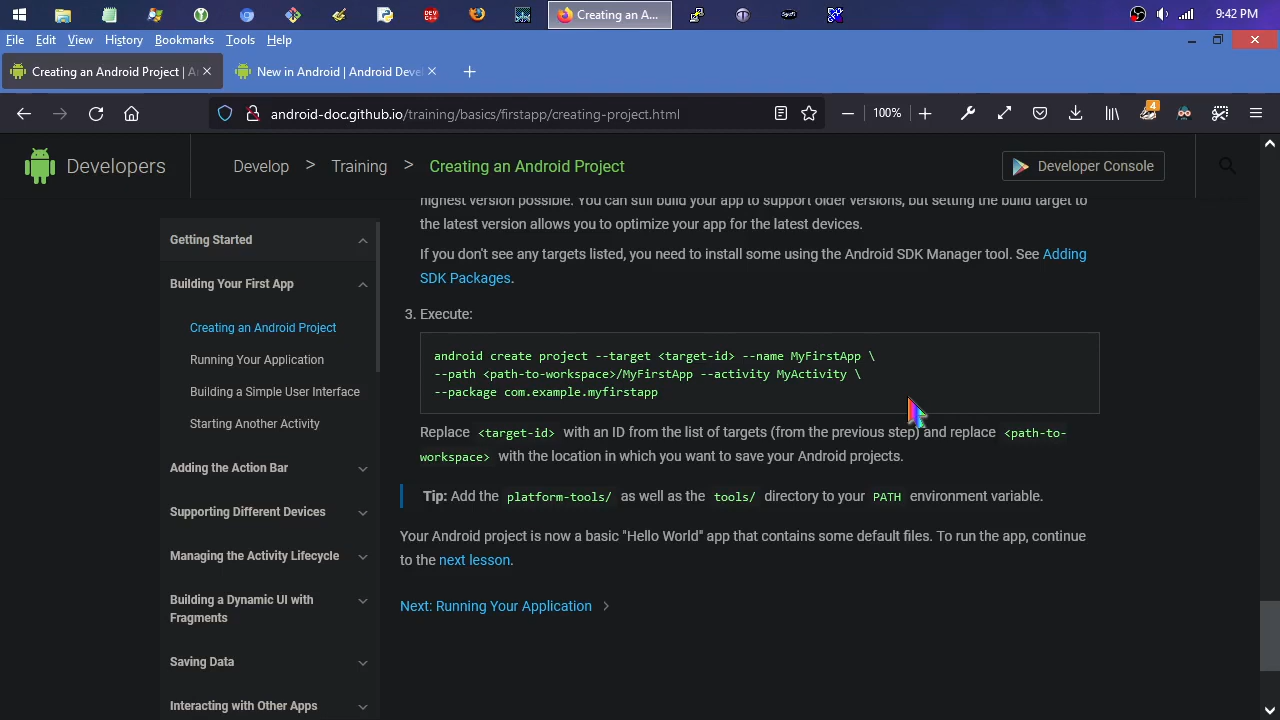 Creating an A...
9:42 PM
File Edit View History Bookmarks Tools Help
Creating an Android Project | A
New in Android | Android Deve
android-doc.github.io/training/basics/firstapp/creating-project.html
100%
4
Developers
Develop > Training > Creating an Android Project
Developer Console
Getting Started
Building Your First App
Creating an Android Project
Running Your Application
Building a Simple User Interface
Starting Another Activity
Adding the Action Bar
Supporting Different Devices
Managing the Activity Lifecycle
Building a Dynamic UI with
Fragments
Saving Data
Interacting with Other Apps
highest version possible. You can still build your app to support older versions, but setting the build target to
the latest version allows you to optimize your app for the latest devices.
If you don't see any targets listed, you need to install some using the Android SDK Manager tool. See Adding
SDK Packages.
3. Execute:
android create project --target <target-id> --name MyFirstApp \
--path <path-to-workspace>/MyFirstApp --activity MyActivity \
--package com.example.myfirstapp
Replace <target-id> with an ID from the list of targets (from the previous step) and replace <path-to-
workspace> with the location in which you want to save your Android projects.
Tip: Add the platform-tools/ as well as the tools/ directory to your PATH environment variable.
Your Android project is now a basic "Hello World" app that contains some default files. To run the app, continue
to the next lesson.
Next: Running Your Application